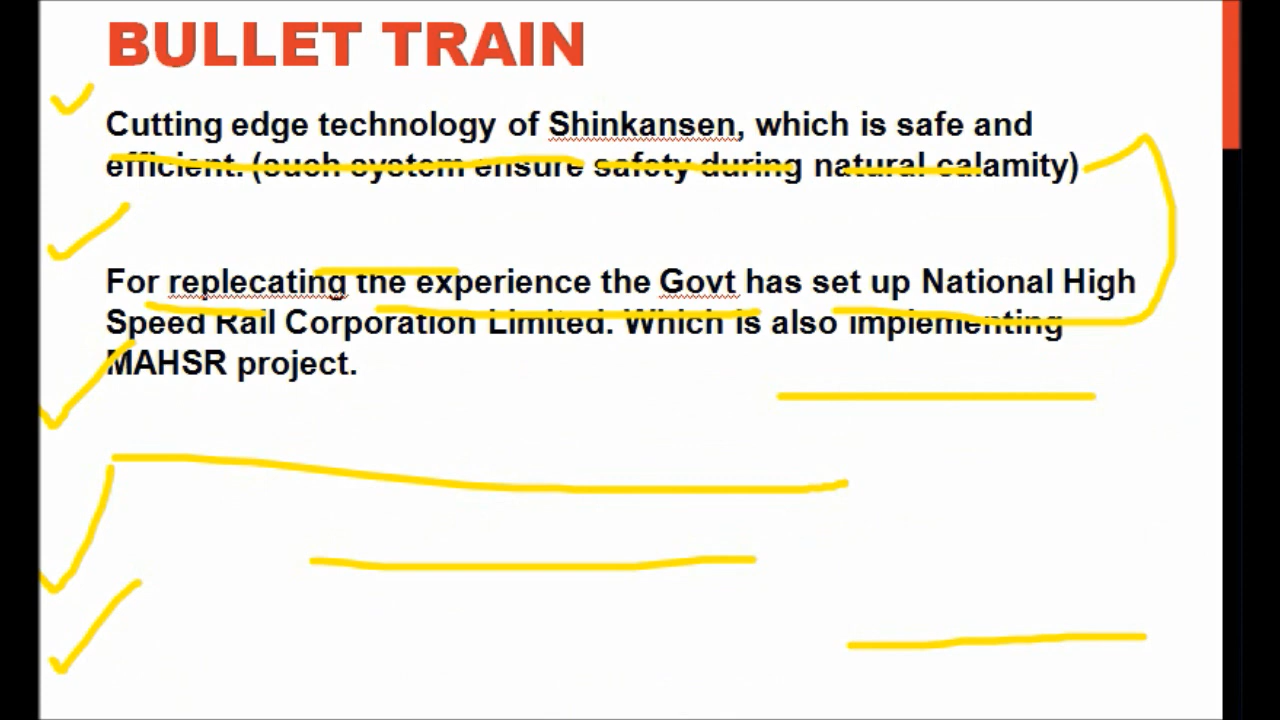 BULLET TRAIN
Cutting edge technology of Shinkansen, which is safe and
efficient. (such system ensure safety during natural calamity)
For replecating the experience the Govt has set up National High
Speed Rail Corporation Limited. Which is also implementing
MAHSR project.